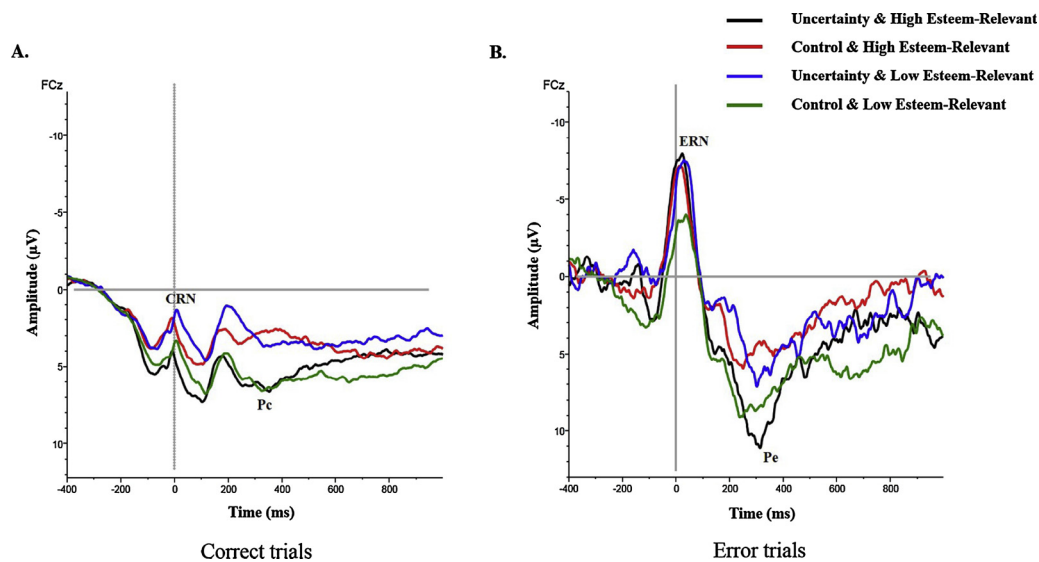 Uncertainty & High Esteem-Relevant
Control & High Esteem-Relevant
Uncertainty & Low Esteem-Relevant
Control & Low Esteem-Relevant
A.
FCz
-10
-5
0
5
10
Amplitude (µV)
CRN
Pc
-400 -200 0 200 400 600 800
Time (ms)
Correct trials
B.
FCz
-10
-5
0
5
10
Amplitude (µV)
ERN
Pe
-400 -200 0 200 400 600 800
Time (ms)
Error trials